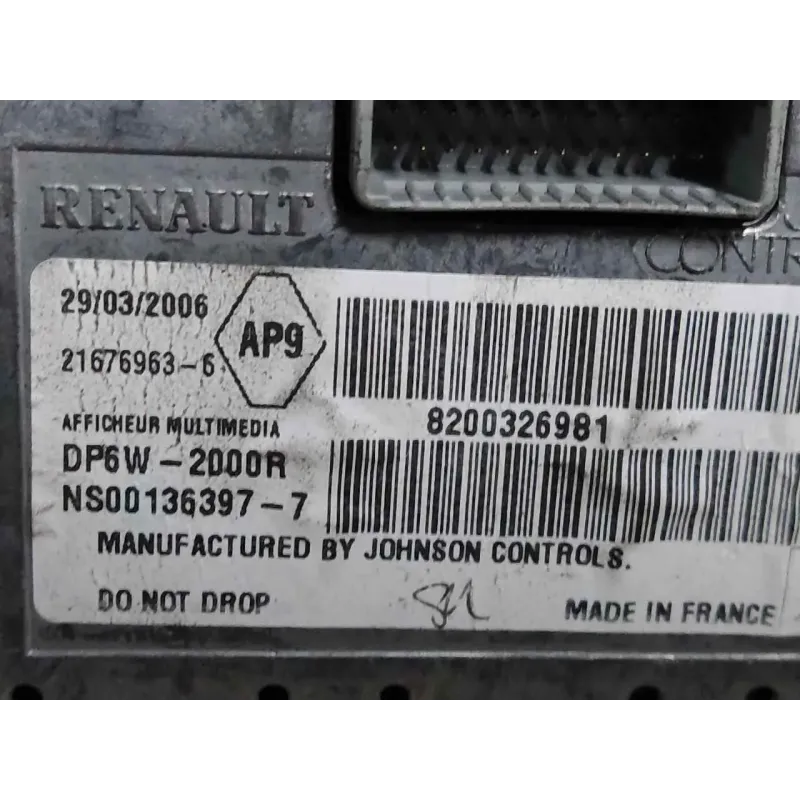 RENAULT
CONTR
29/03/2006
AP9
21676963-6
8200326981
AFFICHEUR MULTIMEDIA
DP6W-2000R
NS00136397-7
MANUFACTURED BY JOHNSON CONTROLS.
DO NOT DROP
MADE IN FRANCE